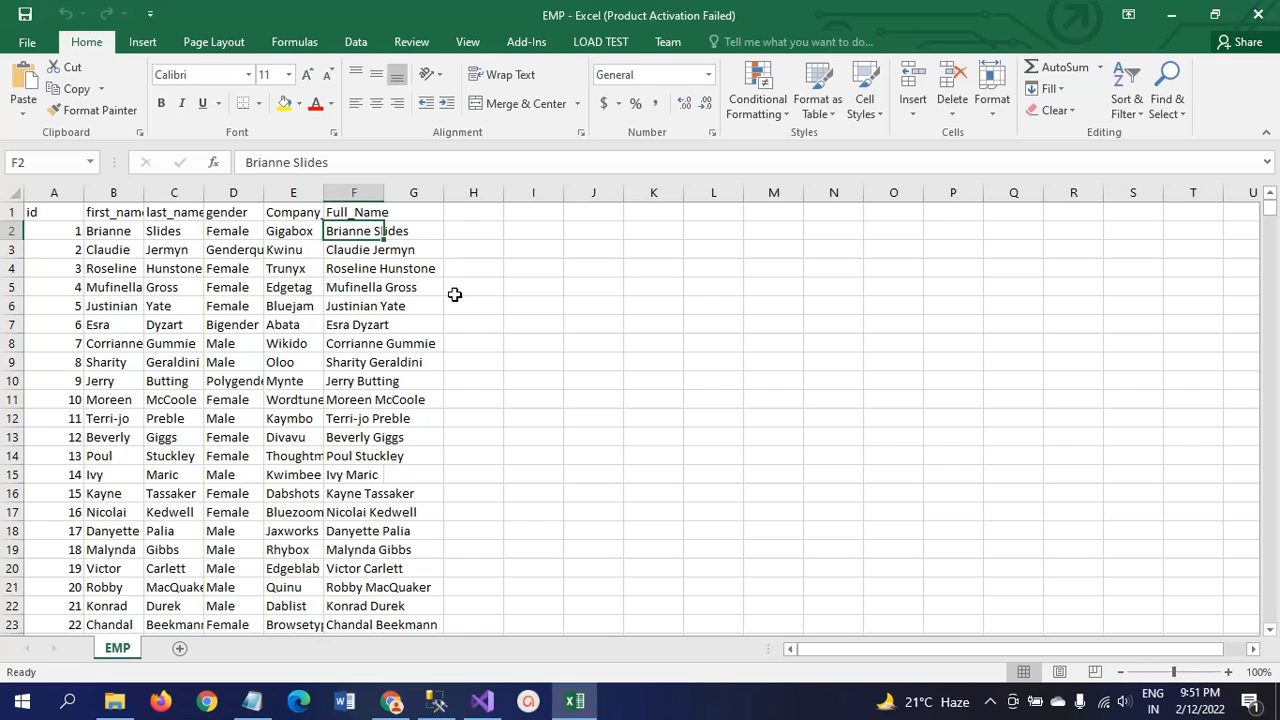 EMP - Excel (Product Activation Failed)
File Home Insert Page Layout Formulas Data Review View Add-Ins LOAD TEST Team Tell me what you want to do... Share
Paste Cut Copy Format Painter Clipboard
Calibri 11 B I U A A A Font
Wrap Text Merge & Center Alignment
General $ % , Number
Conditional Formatting Format as Table Cell Styles Styles
Insert Delete Format Cells
AutoSum Fill Clear Sort & Filter Find & Select Editing
F2 fx Brianne Slides
A B C D E F G H I J K L M N O P Q R S T U
1 id first_name last_name gender Company_ Full_Name
2 1 Brianne Slides Female Gigabox Brianne Slides
3 2 Claudie Jermyn Genderqu Kwinu Claudie Jermyn
4 3 Roseline Hunstone Female Trunyx Roseline Hunstone
5 4 Mufinella Gross Female Edgetag Mufinella Gross
6 5 Justinian Yate Female Bluejam Justinian Yate
7 6 Esra Dyzart Bigender Abata Esra Dyzart
8 7 Corrianne Gummie Male Wikido Corrianne Gummie
9 8 Sharity Geraldini Male Oloo Sharity Geraldini
10 9 Jerry Butting Polygende Mynte Jerry Butting
11 10 Moreen McCoole Female Wordtune Moreen McCoole
12 11 Terri-jo Preble Male Kaymbo Terri-jo Preble
13 12 Beverly Giggs Female Divavu Beverly Giggs
14 13 Poul Stuckley Female Thoughtm Poul Stuckley
15 14 Ivy Maric Male Kwimbee Ivy Maric
16 15 Kayne Tassaker Female Dabshots Kayne Tassaker
17 16 Nicolai Kedwell Female Bluezoom Nicolai Kedwell
18 17 Danyette Palia Male Jaxworks Danyette Palia
19 18 Malynda Gibbs Male Rhybox Malynda Gibbs
20 19 Victor Carlett Male Edgeblab Victor Carlett
21 20 Robby MacQuake Male Quinu Robby MacQuaker
22 21 Konrad Durek Male Dablist Konrad Durek
23 22 Chandal Beekmann Female Browsetyp Chandal Beekmann
EMP
Ready 100%
21°C Haze ENG IN 9:51 PM 2/12/2022 1